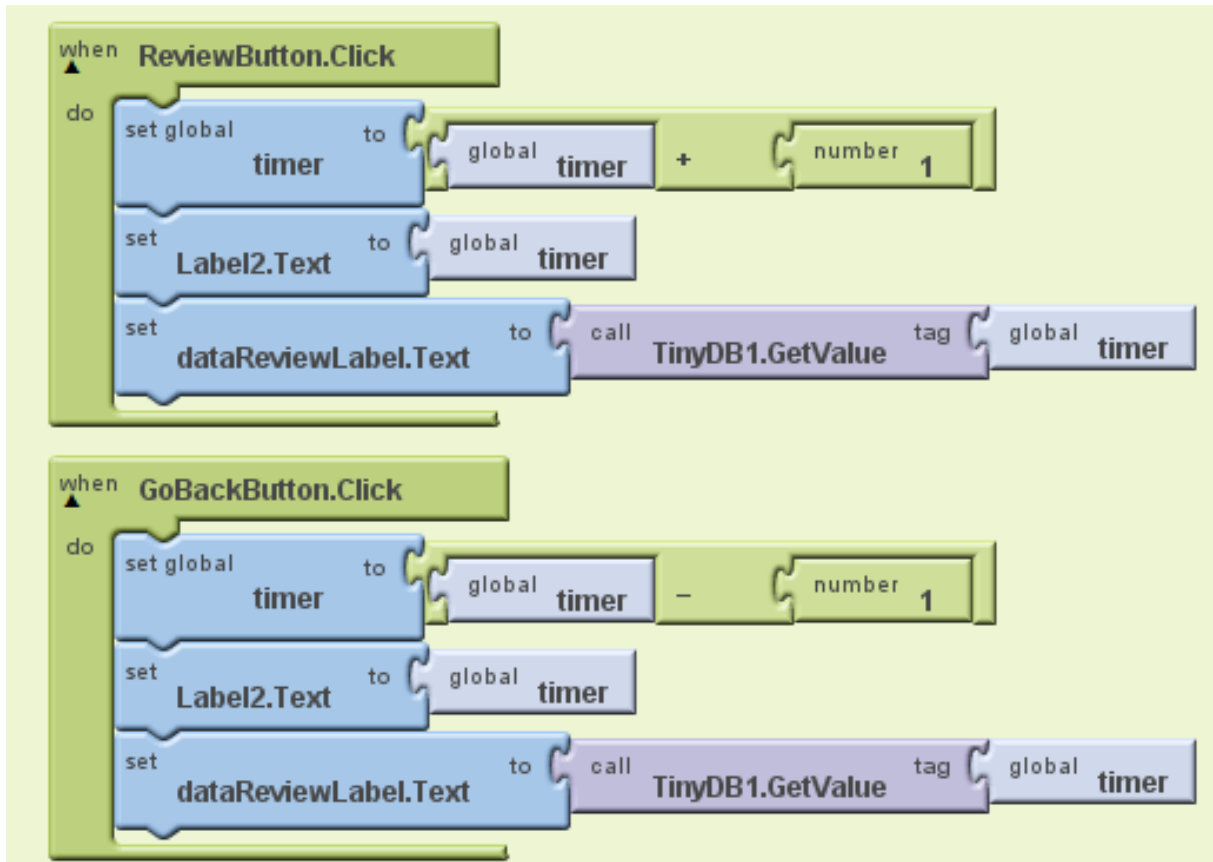 when ReviewButton.Click
do
set global timer to global timer + number 1
set Label2.Text to global timer
set dataReviewLabel.Text to call TinyDB1.GetValue tag global timer
when GoBackButton.Click
do
set global timer to global timer – number 1
set Label2.Text to global timer
set dataReviewLabel.Text to call TinyDB1.GetValue tag global timer